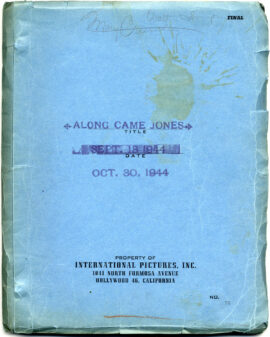 FINAL
ALONG CAME JONES
TITLE
SEPT. 18 1944
DATE
OCT. 30, 1944
PROPERTY OF
INTERNATIONAL PICTURES, INC.
1041 NORTH FORMOSA AVENUE
HOLLYWOOD 46, CALIFORNIA
NO.